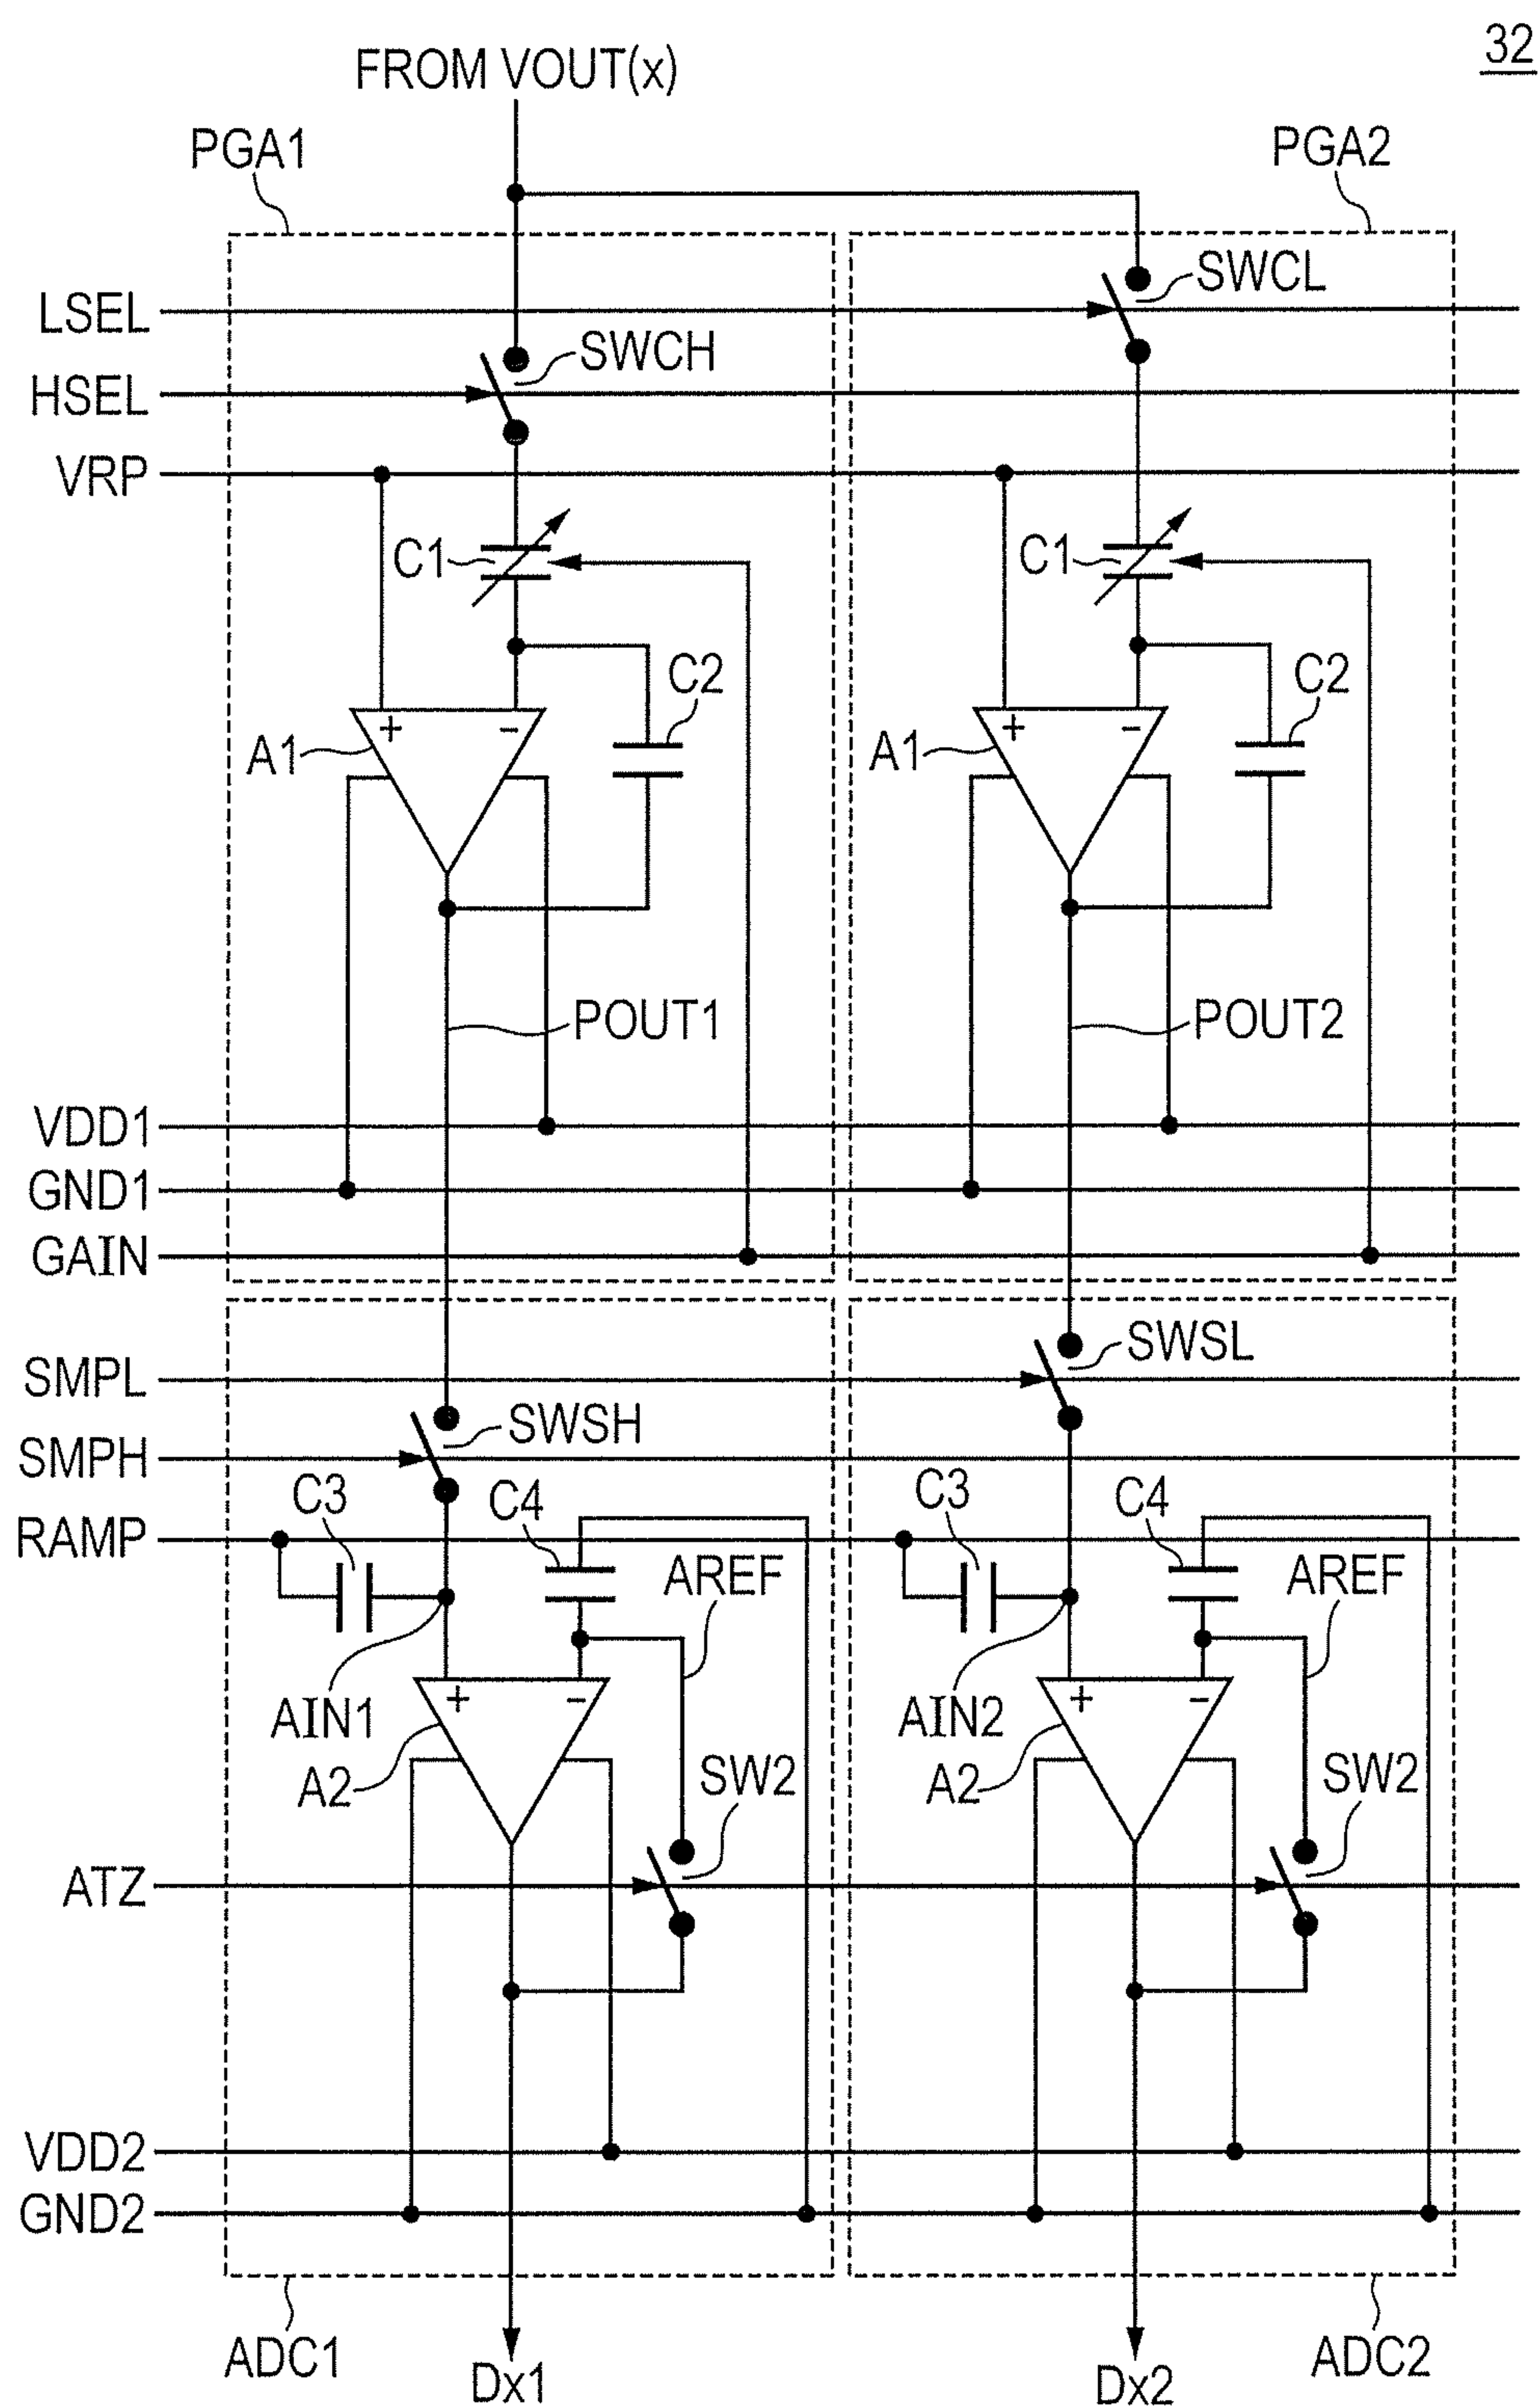 32
FROM VOUT(x)
PGA1
PGA2
LSEL
SWCL
SWCH
HSEL
VRP
C1
C1
C2
C2
+
-
+
-
A1
A1
POUT1
POUT2
VDD1
GND1
GAIN
SWSL
SMPL
SWSH
SMPH
C3
C4
C3
C4
RAMP
AREF
AREF
+
-
+
-
AIN1
AIN2
A2
A2
SW2
SW2
ATZ
VDD2
GND2
ADC1
ADC2
Dx1
Dx2